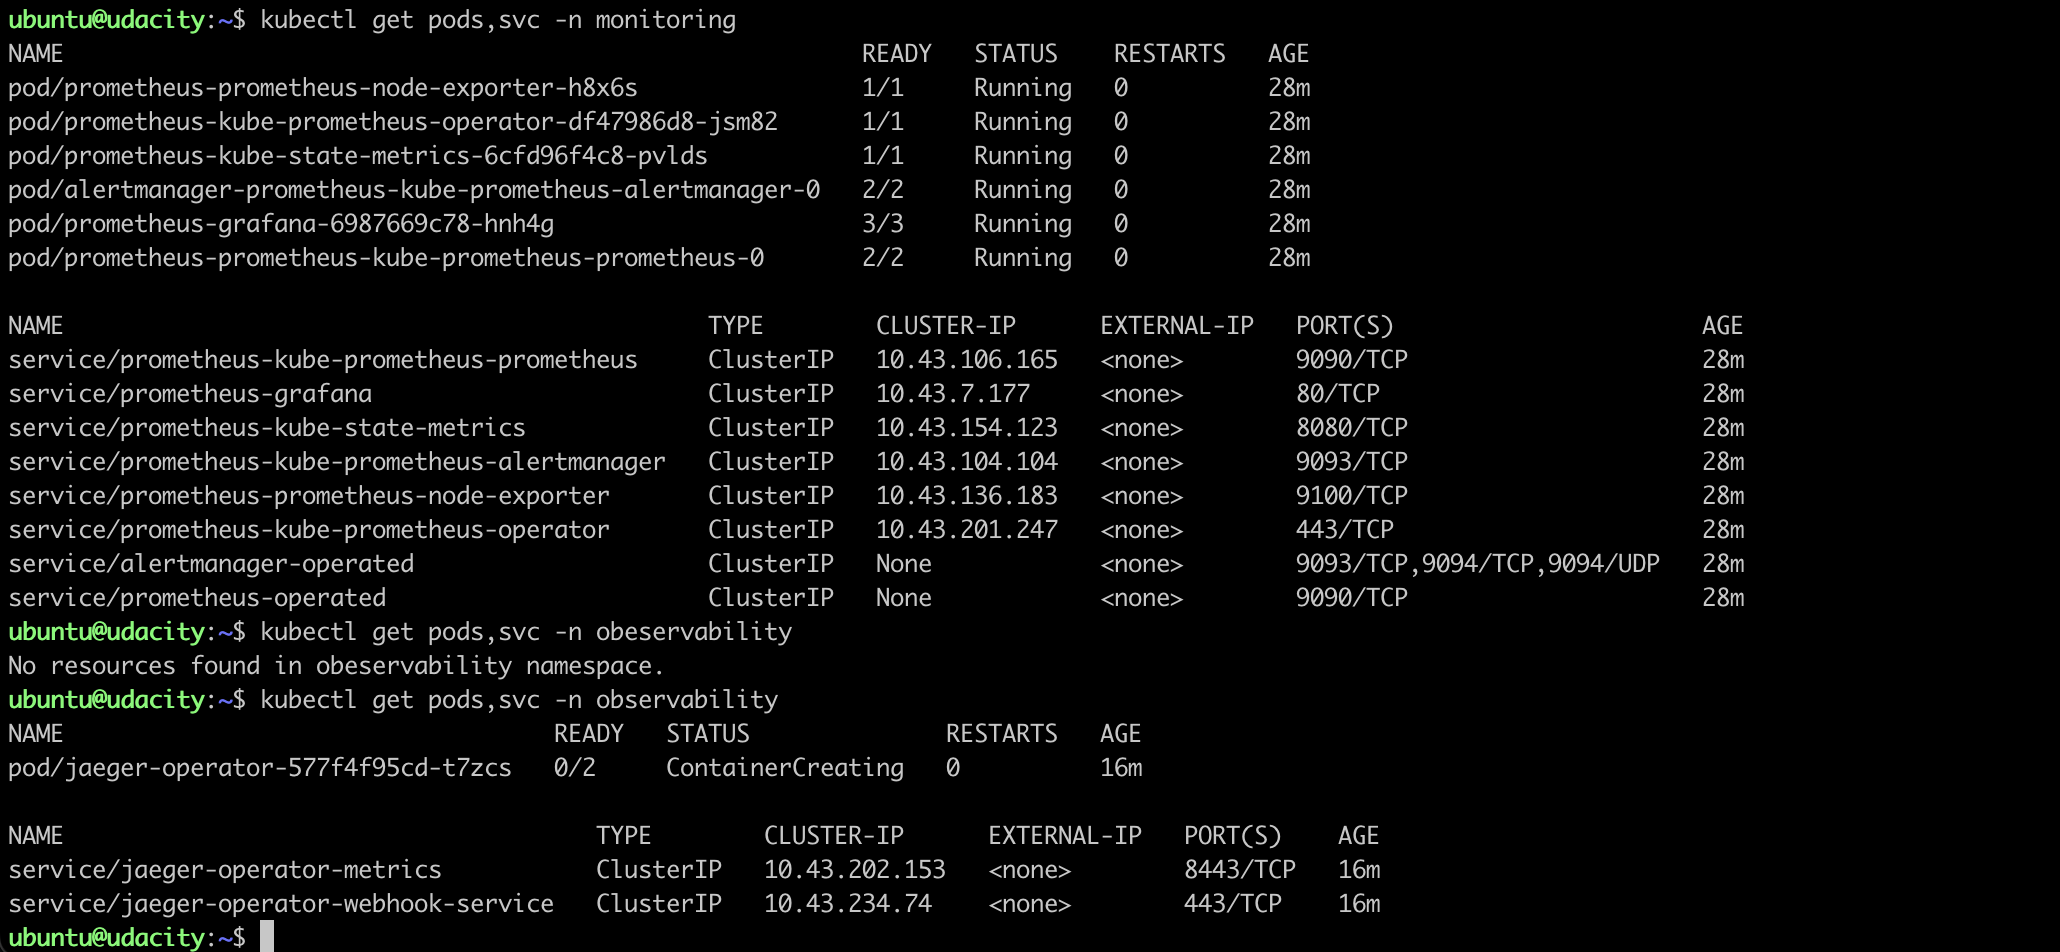 ubuntu@udacity:~$ kubectl get pods,svc -n monitoring
NAME READY STATUS RESTARTS AGE
pod/prometheus-prometheus-node-exporter-h8x6s 1/1 Running 0 28m
pod/prometheus-kube-prometheus-operator-df47986d8-jsm82 1/1 Running 0 28m
pod/prometheus-kube-state-metrics-6cfd96f4c8-pvlds 1/1 Running 0 28m
pod/alertmanager-prometheus-kube-prometheus-alertmanager-0 2/2 Running 0 28m
pod/prometheus-grafana-6987669c78-hnh4g 3/3 Running 0 28m
pod/prometheus-prometheus-kube-prometheus-prometheus-0 2/2 Running 0 28m
NAME TYPE CLUSTER-IP EXTERNAL-IP PORT(S) AGE
service/prometheus-kube-prometheus-prometheus ClusterIP 10.43.106.165 <none> 9090/TCP 28m
service/prometheus-grafana ClusterIP 10.43.7.177 <none> 80/TCP 28m
service/prometheus-kube-state-metrics ClusterIP 10.43.154.123 <none> 8080/TCP 28m
service/prometheus-kube-prometheus-alertmanager ClusterIP 10.43.104.104 <none> 9093/TCP 28m
service/prometheus-prometheus-node-exporter ClusterIP 10.43.136.183 <none> 9100/TCP 28m
service/prometheus-kube-prometheus-operator ClusterIP 10.43.201.247 <none> 443/TCP 28m
service/alertmanager-operated ClusterIP None <none> 9093/TCP,9094/TCP,9094/UDP 28m
service/prometheus-operated ClusterIP None <none> 9090/TCP 28m
ubuntu@udacity:~$ kubectl get pods,svc -n obeservability
No resources found in obeservability namespace.
ubuntu@udacity:~$ kubectl get pods,svc -n observability
NAME READY STATUS RESTARTS AGE
pod/jaeger-operator-577f4f95cd-t7zcs 0/2 ContainerCreating 0 16m
NAME TYPE CLUSTER-IP EXTERNAL-IP PORT(S) AGE
service/jaeger-operator-metrics ClusterIP 10.43.202.153 <none> 8443/TCP 16m
service/jaeger-operator-webhook-service ClusterIP 10.43.234.74 <none> 443/TCP 16m
ubuntu@udacity:~$